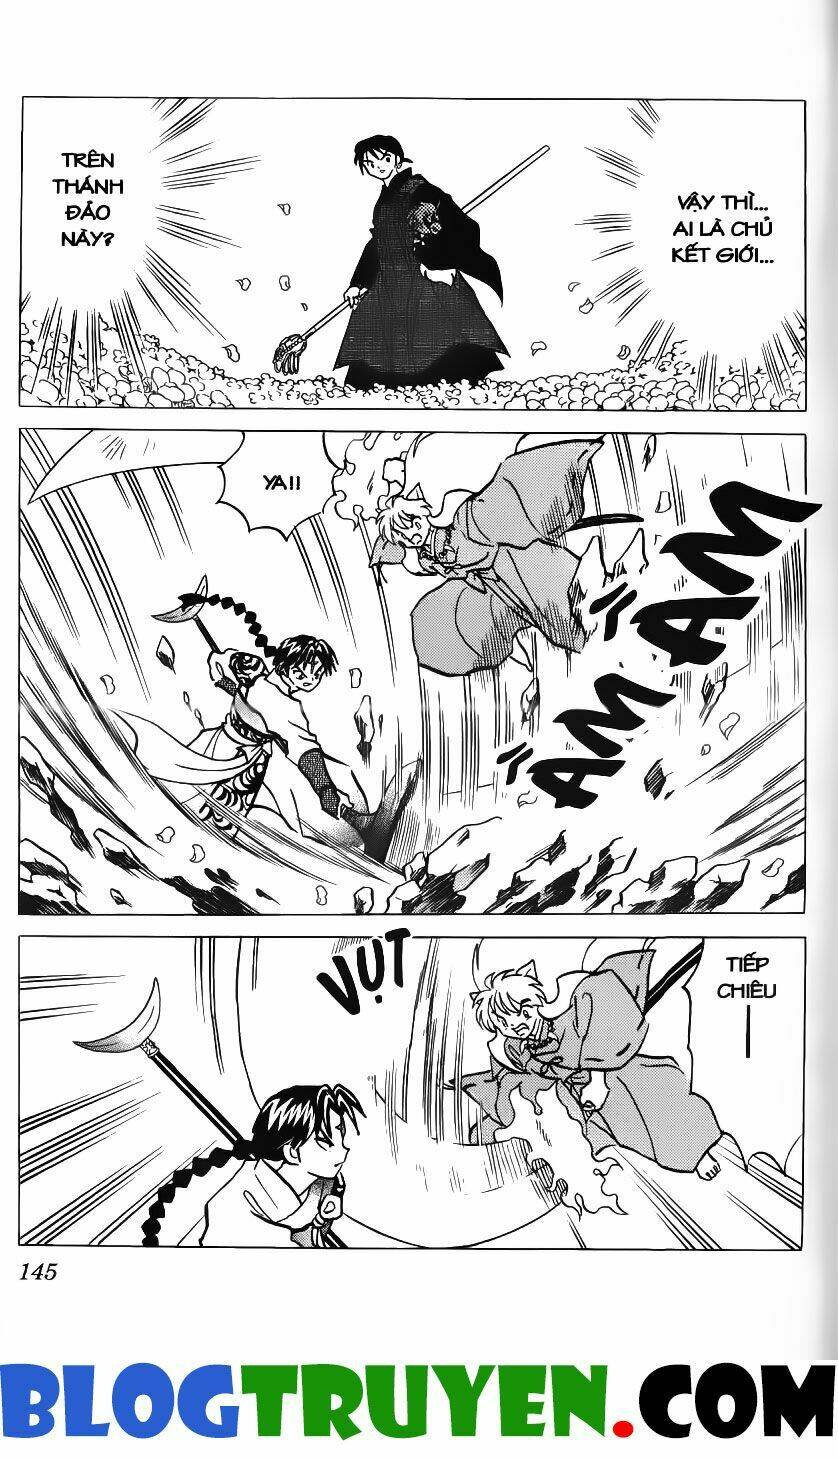 VẬY THÌ...
AI LÀ CHỦ
KẾT GIỚI...
TRÊN
THÁNH
ĐẢO
NÀY?
YA!!
ẦM ẦM
TIẾP
CHIÊU
VỤT
145
BLOGTRUYEN.COM